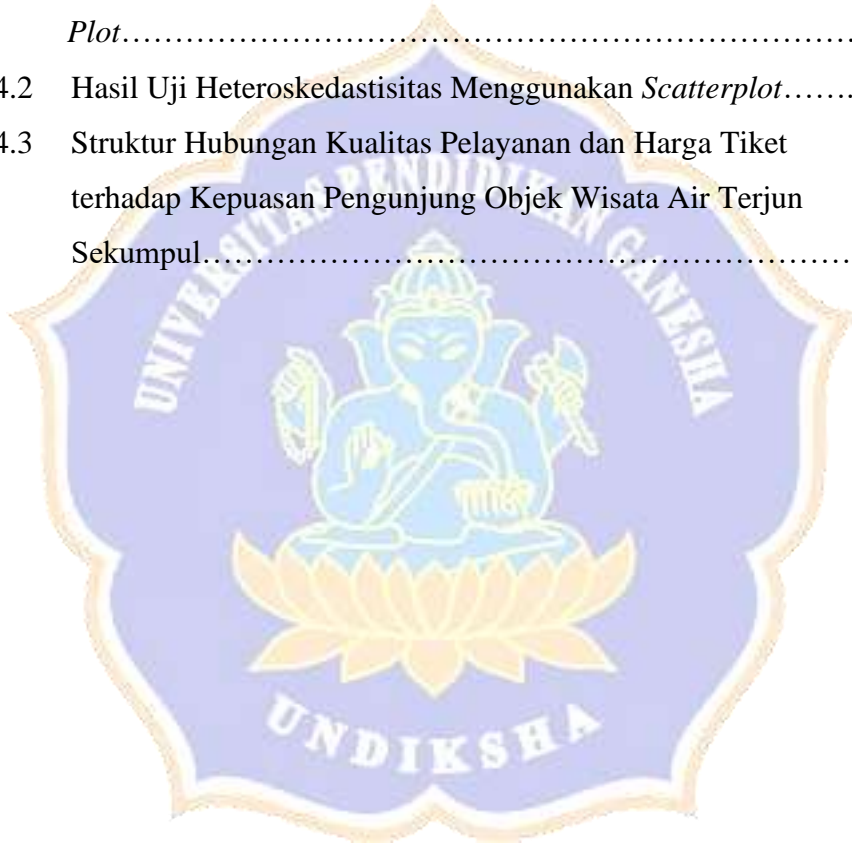 Plot…………………………………………………………………
4.2 Hasil Uji Heteroskedastisitas Menggunakan Scatterplot……..
4.3 Struktur Hubungan Kualitas Pelayanan dan Harga Tiket
terhadap Kepuasan Pengunjung Objek Wisata Air Terjun
Sekumpul……………………………………………………………
UNIVERSITAS PENDIDIKAN GANESHA
UNDIKSHA